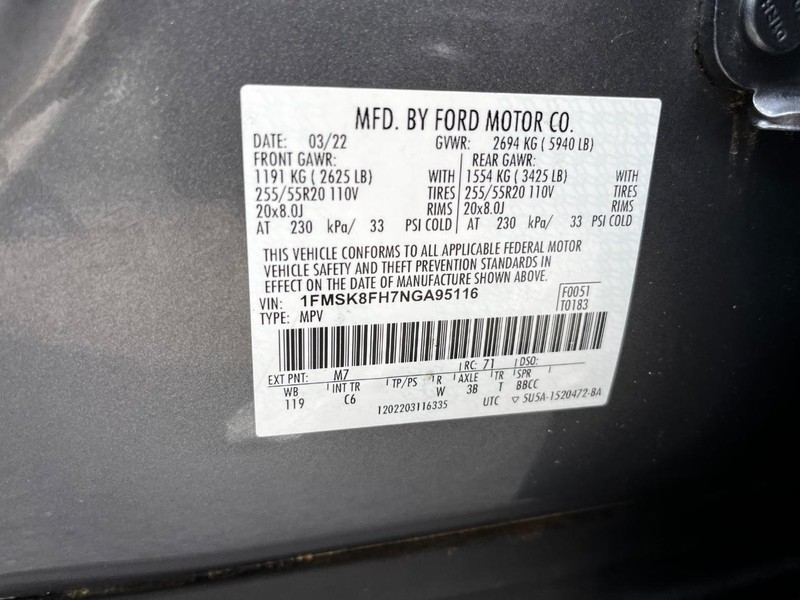 MFD. BY FORD MOTOR CO.
DATE: 03/22 GVWR: 2694 KG ( 5940 LB)
FRONT GAWR: REAR GAWR:
1191 KG ( 2625 LB) WITH 1554 KG ( 3425 LB) WITH
255/55R20 110V TIRES 255/55R20 110V TIRES
20x8.0J RIMS 20x8.0J RIMS
AT 230 kPa/ 33 PSI COLD AT 230 kPa/ 33 PSI COLD
THIS VEHICLE CONFORMS TO ALL APPLICABLE FEDERAL MOTOR
VEHICLE SAFETY AND THEFT PREVENTION STANDARDS IN
EFFECT ON THE DATE OF MANUFACTURE SHOWN ABOVE.
VIN: 1FMSK8FH7NGA95116 F0051
TYPE: MPV T0183
EXT PNT: M7 RC: 71 DSO:
WB INT TR TP/PS R AXLE TR SPR
119 C6 W 3B T BBCC
1202203116335 UTC ▽ 5U5A-1520472-BA